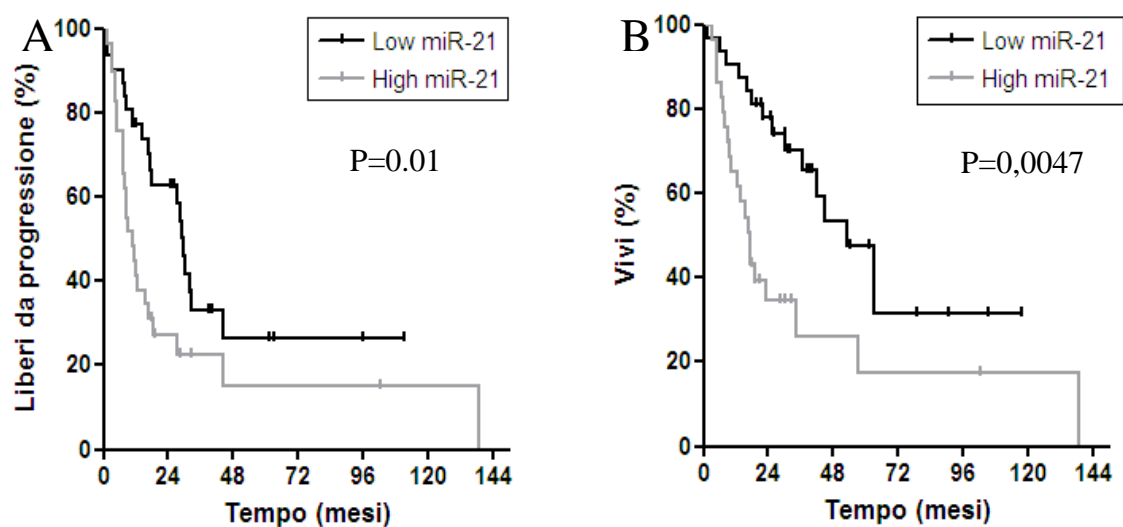 A
Low miR-21
High miR-21
P=0.01
Liberi da progressione (%)
100
80
60
40
20
0
0 24 48 72 96 120 144
Tempo (mesi)
B
Low miR-21
High miR-21
P=0,0047
Vivi (%)
100
80
60
40
20
0
0 24 48 72 96 120 144
Tempo (mesi)